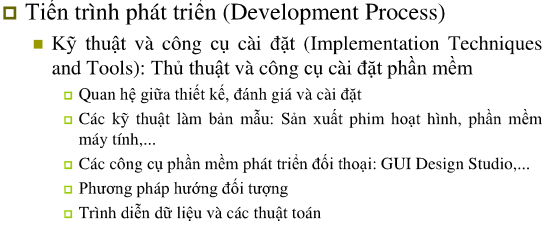 Tiến trình phát triển (Development Process)
Kỹ thuật và công cụ cài đặt (Implementation Techniques
and Tools): Thủ thuật và công cụ cài đặt phần mềm
Quan hệ giữa thiết kế, đánh giá và cài đặt
Các kỹ thuật làm bản mẫu: Sản xuất phim hoạt hình, phần mềm
máy tính,...
Các công cụ phần mềm phát triển đối thoại: GUI Design Studio,...
Phương pháp hướng đối tượng
Trình diễn dữ liệu và các thuật toán